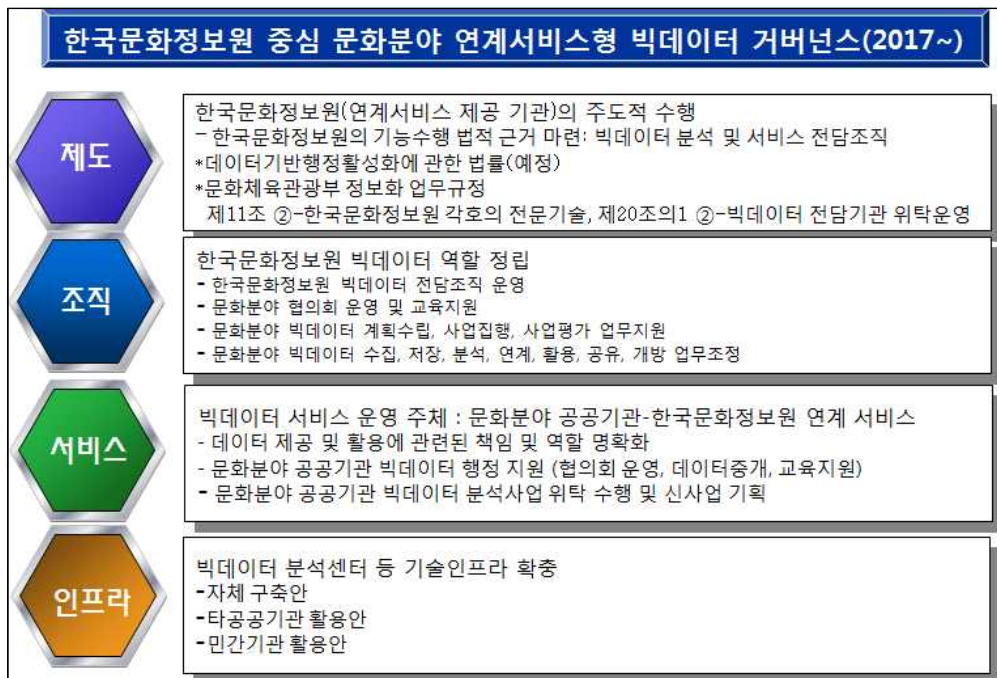 한국문화정보원 중심 문화분야 연계서비스형 빅데이터 거버넌스(2017~)
제도
한국문화정보원(연계서비스 제공 기관)의 주도적 수행
- 한국문화정보원의 기능수행 법적 근거 마련: 빅데이터 분석 및 서비스 전담조직
*데이터기반행정활성화에 관한 법률(예정)
*문화체육관광부 정보화 업무규정
제11조 ②-한국문화정보원 각호의 전문기술, 제20조의1 ②-빅데이터 전담기관 위탁운영
조직
한국문화정보원 빅데이터 역할 정립
- 한국문화정보원 빅데이터 전담조직 운영
- 문화분야 협의회 운영 및 교육지원
- 문화분야 빅데이터 계획수립, 사업집행, 사업평가 업무지원
- 문화분야 빅데이터 수집, 저장, 분석, 연계, 활용, 공유, 개방 업무조정
서비스
빅데이터 서비스 운영 주체 : 문화분야 공공기관-한국문화정보원 연계 서비스
- 데이터 제공 및 활용에 관련된 책임 및 역할 명확화
- 문화분야 공공기관 빅데이터 행정 지원 (협의회 운영, 데이터중개, 교육지원)
- 문화분야 공공기관 빅데이터 분석사업 위탁 수행 및 신사업 기획
인프라
빅데이터 분석센터 등 기술인프라 확충
-자체 구축안
-타공공기관 활용안
-민간기관 활용안